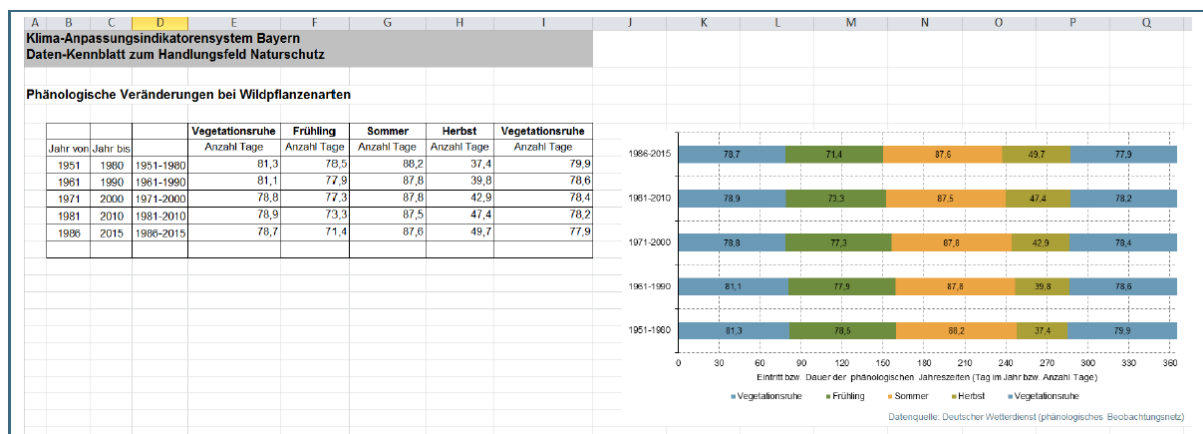 A B C D E F G H I J K L M N O P Q
Klima-Anpassungsindikatorensystem Bayern
Daten-Kennblatt zum Handlungsfeld Naturschutz
Phänologische Veränderungen bei Wildpflanzenarten
Vegetationsruhe Frühling Sommer Herbst Vegetationsruhe
Jahr von Jahr bis Anzahl Tage Anzahl Tage Anzahl Tage Anzahl Tage Anzahl Tage
1951 1980 1951-1980 81,3 78,5 88,2 37,4 79,9
1961 1990 1961-1990 81,1 77,9 87,8 39,8 78,6
1971 2000 1971-2000 78,8 77,3 87,8 42,9 78,4
1981 2010 1981-2010 78,9 73,3 87,5 47,4 78,2
1986 2015 1986-2015 78,7 71,4 87,6 49,7 77,9
1986-2015 78,7 71,4 87,6 49,7 77,9
1981-2010 78,9 73,3 87,5 47,4 78,2
1971-2000 78,8 77,3 87,8 42,9 78,4
1961-1990 81,1 77,9 87,8 39,8 78,6
1951-1980 81,3 78,5 88,2 37,4 79,9
0 30 60 90 120 150 180 210 240 270 300 330 360
Eintritt bzw. Dauer der phänologischen Jahreszeiten (Tag im Jahr bzw. Anzahl Tage)
Vegetationsruhe Frühling Sommer Herbst Vegetationsruhe
Datenquelle: Deutscher Wetterdienst (phänologisches Beobachtungsnetz)